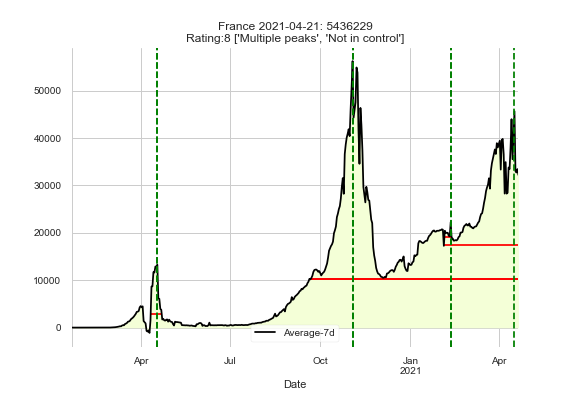 France 2021-04-21: 5436229
Rating:8 ['Multiple peaks', 'Not in control']
50000
40000
30000
20000
10000
0
Average-7d
Apr
Jul
Oct
Jan
2021
Apr
Date